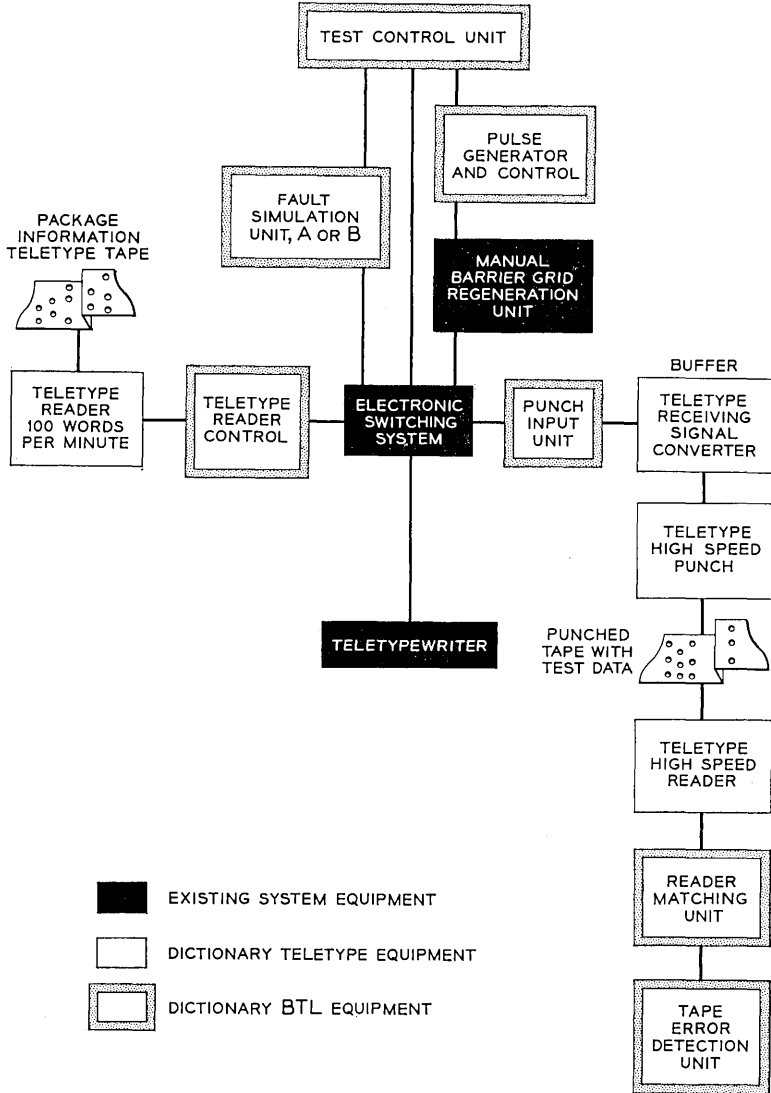 TEST CONTROL UNIT
PULSE
GENERATOR
AND CONTROL
FAULT
SIMULATION
UNIT, A OR B
PACKAGE
INFORMATION
TELETYPE TAPE
MANUAL
BARRIER GRID
REGENERATION
UNIT
TELETYPE
READER
100 WORDS
PER MINUTE
TELETYPE
READER
CONTROL
ELECTRONIC
SWITCHING
SYSTEM
PUNCH
INPUT
UNIT
BUFFER
TELETYPE
RECEIVING
SIGNAL
CONVERTER
TELETYPE
HIGH SPEED
PUNCH
TELETYPEWRITER
PUNCHED
TAPE WITH
TEST DATA
TELETYPE
HIGH SPEED
READER
READER
MATCHING
UNIT
TAPE
ERROR
DETECTION
UNIT
EXISTING SYSTEM EQUIPMENT
DICTIONARY TELETYPE EQUIPMENT
DICTIONARY BTL EQUIPMENT